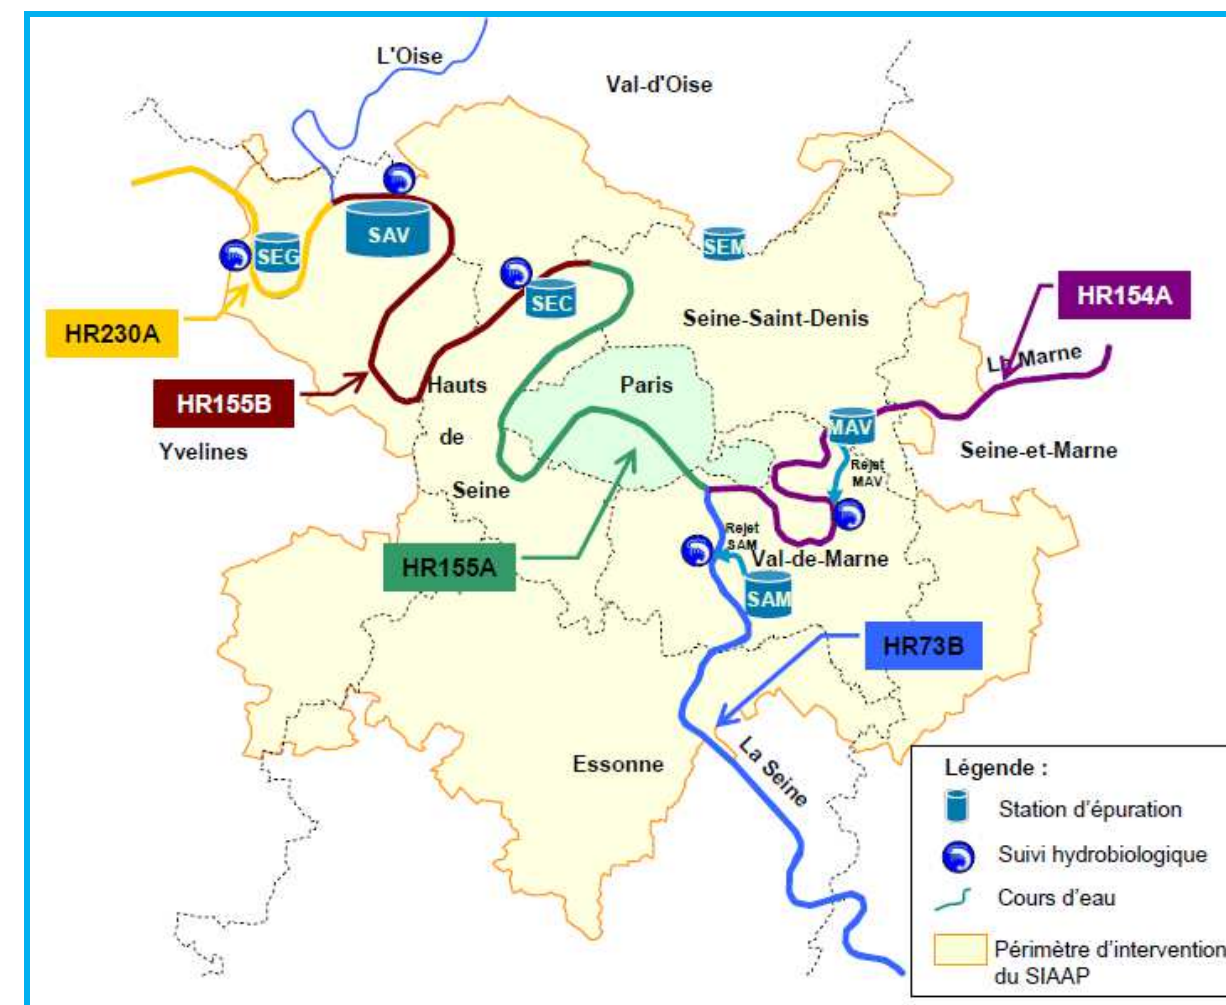 L'Oise
Val-d'Oise
SAV
SEG
SEM
SEC
HR154A
HR230A
Seine-Saint-Denis
La Marne
Hauts
de
Seine
Paris
HR155B
Yvelines
MAV
Seine-et-Marne
Rejet
MAV
Rejet
SAM
Val-de-Marne
HR155A
SAM
HR73B
La Seine
Essonne
Légende :
Station d'épuration
Suivi hydrobiologique
Cours d'eau
Périmètre d'intervention
du SIAAP